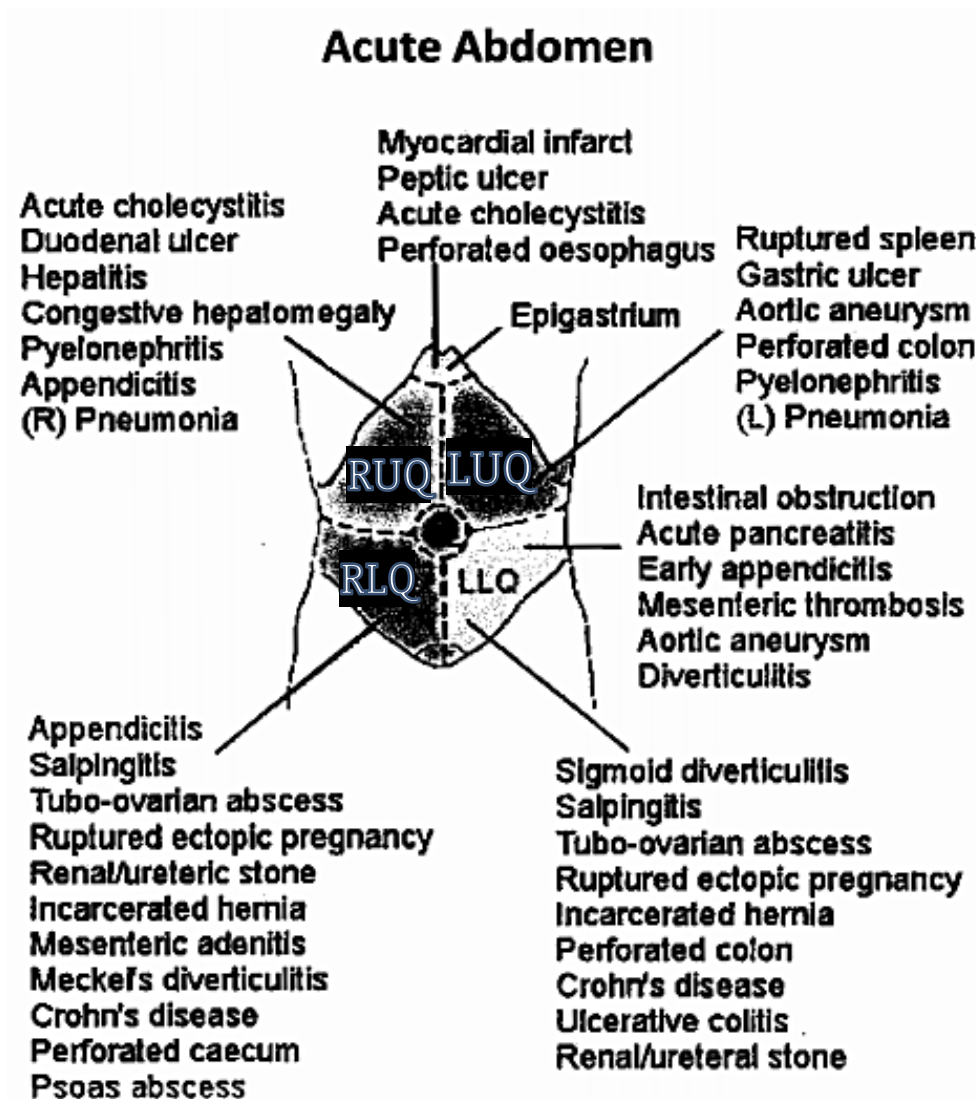 Acute Abdomen
Myocardial infarct
Peptic ulcer
Acute cholecystitis
Perforated oesophagus
Acute cholecystitis
Duodenal ulcer
Hepatitis
Congestive hepatomegaly
Pyelonephritis
Appendicitis
(R) Pneumonia
Epigastrium
Ruptured spleen
Gastric ulcer
Aortic aneurysm
Perforated colon
Pyelonephritis
(L) Pneumonia
RUQ
LUQ
RLQ
LLQ
Intestinal obstruction
Acute pancreatitis
Early appendicitis
Mesenteric thrombosis
Aortic aneurysm
Diverticulitis
Appendicitis
Salpingitis
Tubo-ovarian abscess
Ruptured ectopic pregnancy
Renal/ureteric stone
Incarcerated hernia
Mesenteric adenitis
Meckel's diverticulitis
Crohn's disease
Perforated caecum
Psoas abscess
Sigmoid diverticulitis
Salpingitis
Tubo-ovarian abscess
Ruptured ectopic pregnancy
Incarcerated hernia
Perforated colon
Crohn's disease
Ulcerative colitis
Renal/ureteral stone